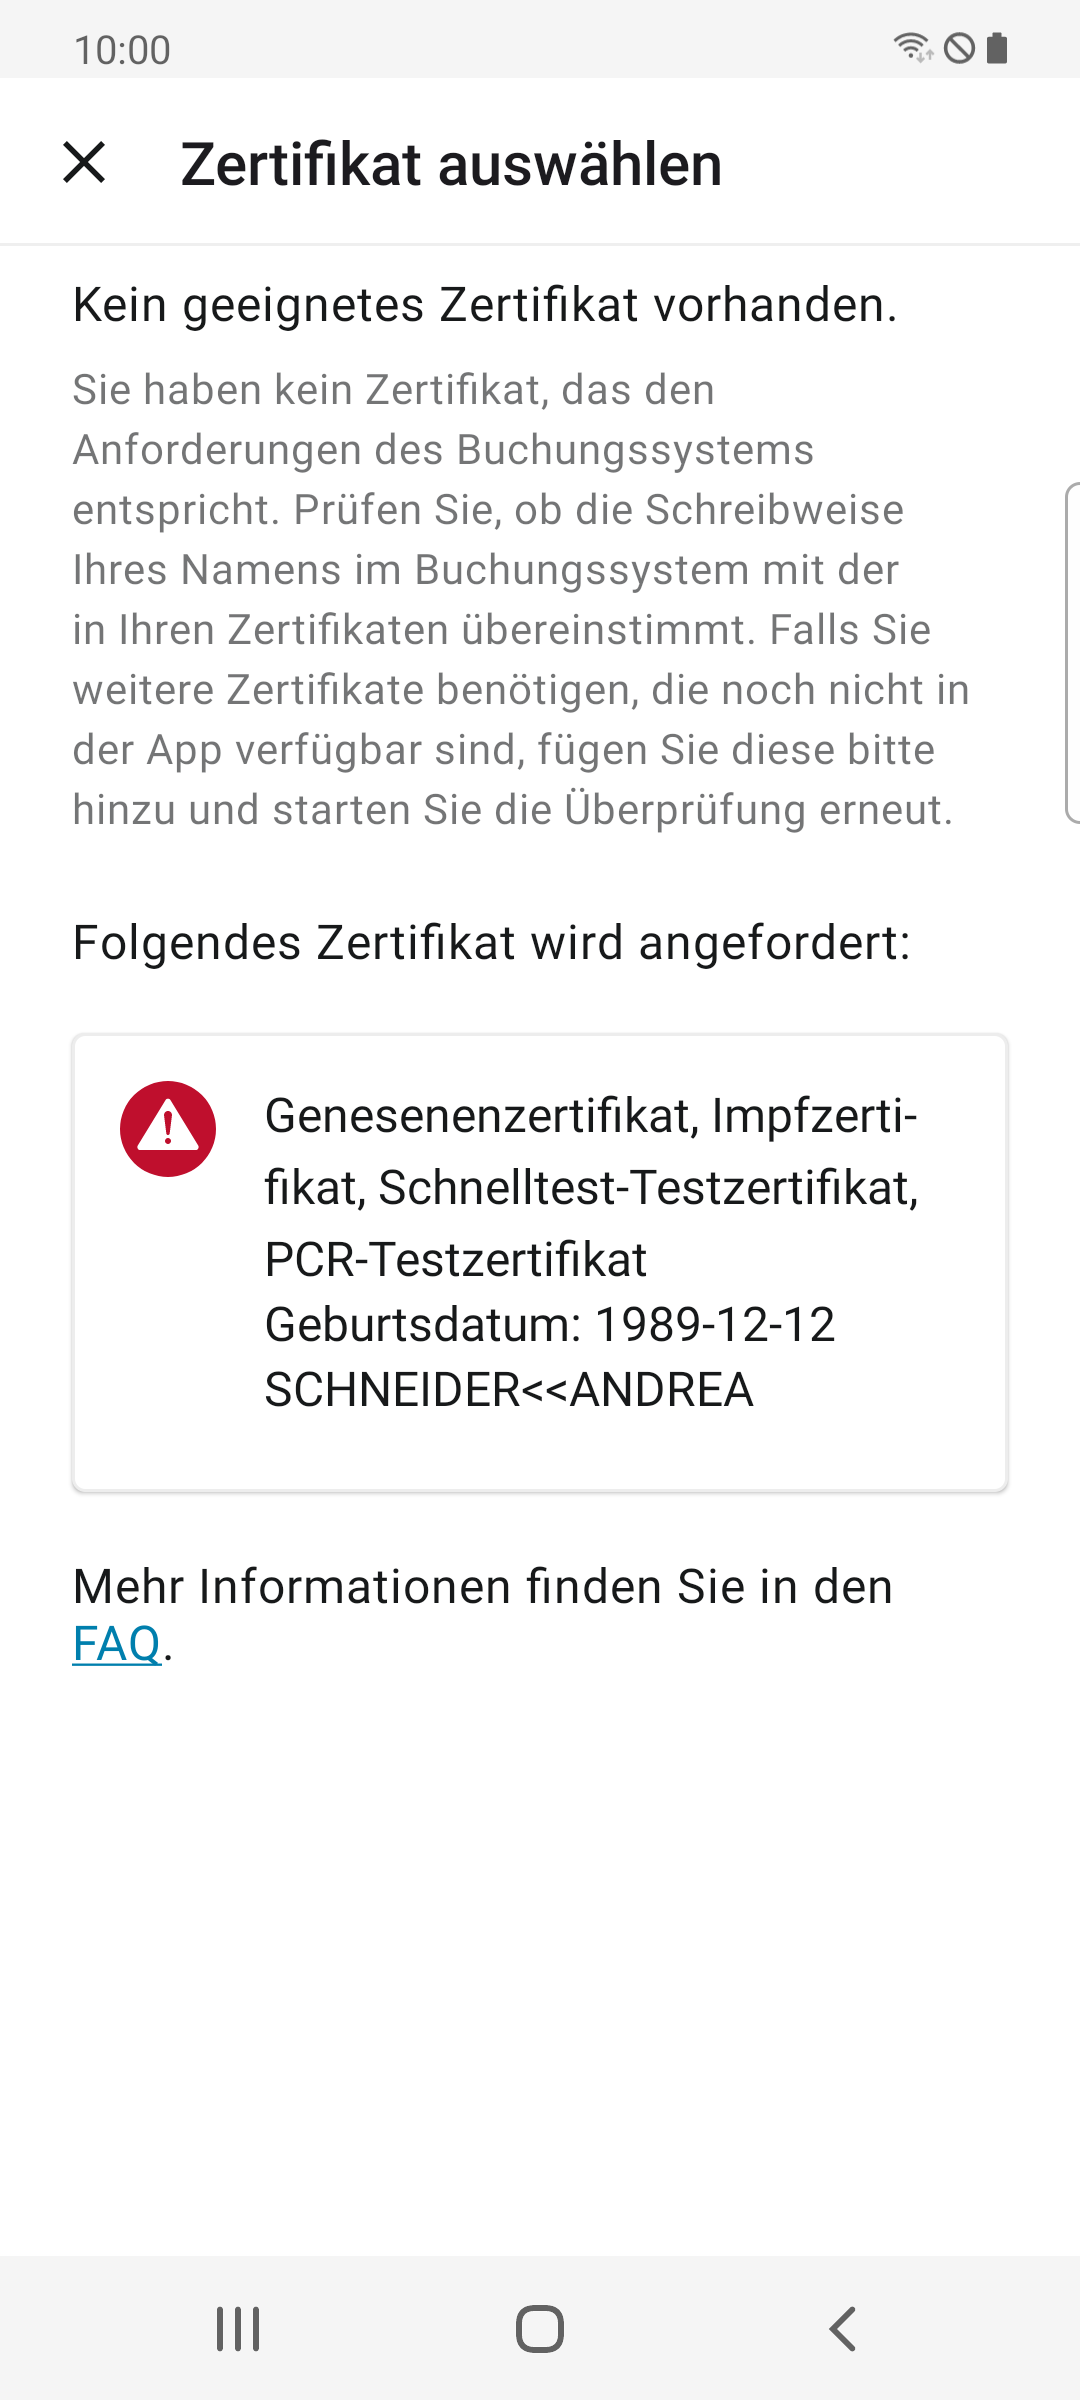 10:00
Zertifikat auswählen
Kein geeignetes Zertifikat vorhanden.
Sie haben kein Zertifikat, das den
Anforderungen des Buchungssystems
entspricht. Prüfen Sie, ob die Schreibweise
Ihres Namens im Buchungssystem mit der
in Ihren Zertifikaten übereinstimmt. Falls Sie
weitere Zertifikate benötigen, die noch nicht in
der App verfügbar sind, fügen Sie diese bitte
hinzu und starten Sie die Überprüfung erneut.
Folgendes Zertifikat wird angefordert:
Genesenenzertifikat, Impfzerti-
fikat, Schnelltest-Testzertifikat,
PCR-Testzertifikat
Geburtsdatum: 1989-12-12
SCHNEIDER<<ANDREA
Mehr Informationen finden Sie in den
FAQ.